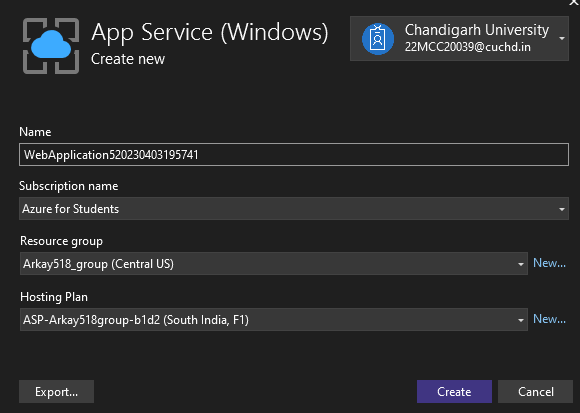 App Service (Windows)
Create new
Chandigarh University
22MCC20039@cuchd.in
Name
WebApplication520230403195741
Subscription name
Azure for Students
Resource group
Arkay518_group (Central US)
New...
Hosting Plan
ASP-Arkay518group-b1d2 (South India, F1)
New...
Export...
Create
Cancel